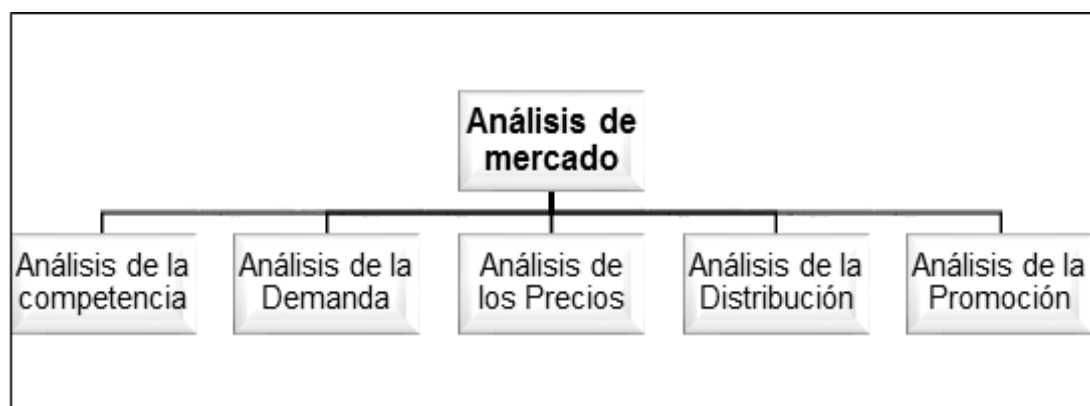 Análisis de
mercado
Análisis de la
competencia
Análisis de la
Demanda
Análisis de
los Precios
Análisis de la
Distribución
Análisis de la
Promoción